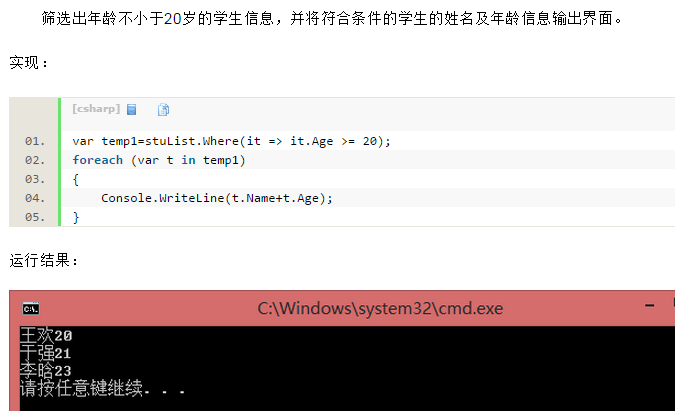 筛选出年龄不小于20岁的学生信息，并将符合条件的学生的姓名及年龄信息输出界面。
实现：
[csharp]
01. var temp1=stuList.Where(it => it.Age >= 20);
02. foreach (var t in temp1)
03. {
04. Console.WriteLine(t.Name+t.Age);
05. }
运行结果：
C:\Windows\system32\cmd.exe
王欢20
于强21
李晗23
请按任意键继续. . .